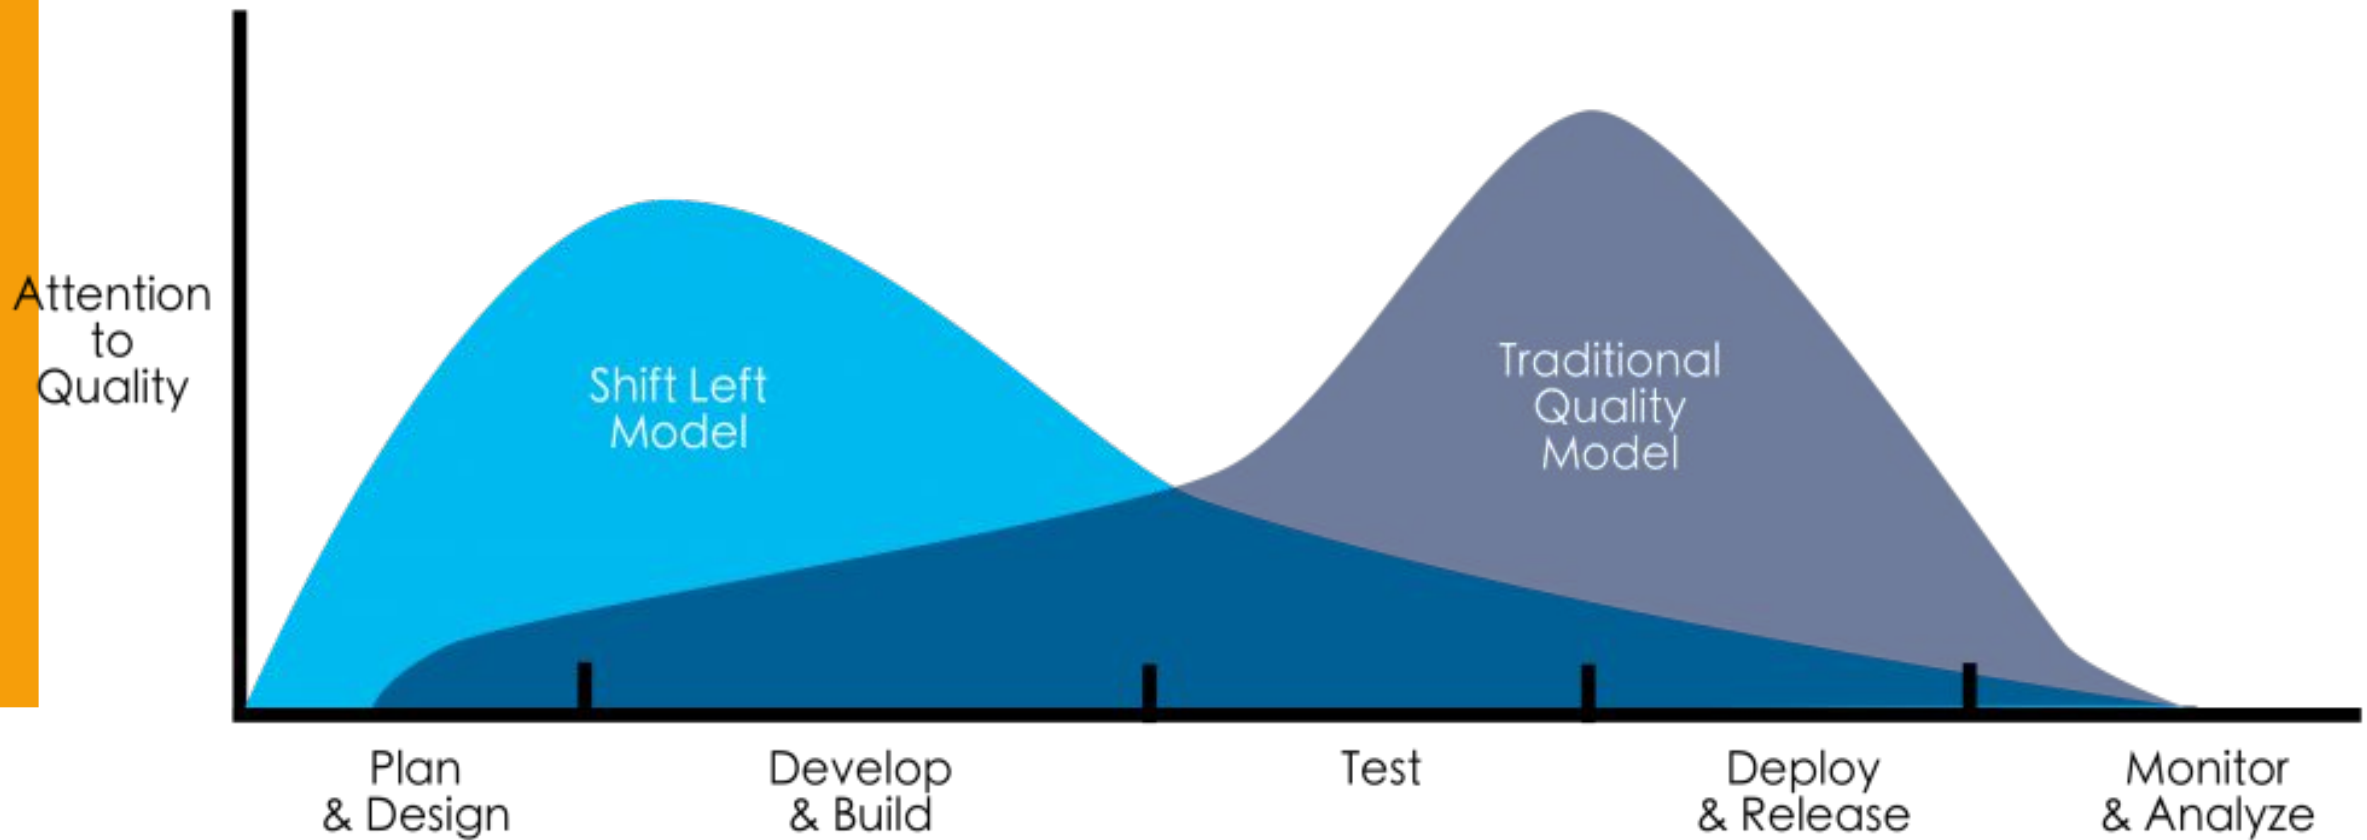 Attention
to
Quality
Shift Left
Model
Traditional
Quality
Model
Plan
& Design
Develop
& Build
Test
Deploy
& Release
Monitor
& Analyze